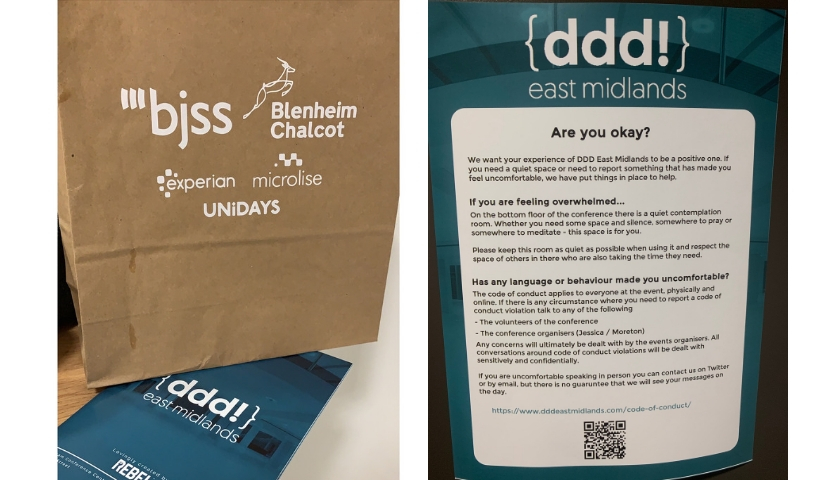 bjss
Blenheim
Chalcot
experian
microlise
UNiDAYS
{ddd!}
east midlands
Lovingly created by
REBEL
{ddd!}
east midlands
Are you okay?
We want your experience of DDD East Midlands to be a positive one. If
you need a quiet space or need to report something that has made you
feel uncomfortable, we have put things in place to help.
If you are feeling overwhelmed...
On the bottom floor of the conference there is a quiet contemplation
room. Whether you need some space and silence, somewhere to pray or
somewhere to meditate - this space is for you.
Please keep this room as quiet as possible when using it and respect the
space of others in there who are also taking the time they need.
Has any language or behaviour made you uncomfortable?
The code of conduct applies to everyone at the event, physically and
online. If there is any circumstance where you need to report a code of
conduct violation talk to any of the following
- The volunteers of the conference
- The conference organisers (Jessica / Moreton)
Any concerns will ultimately be dealt with by the events organisers. All
conversations around code of conduct violations will be dealt with
sensitively and confidentially.
If you are uncomfortable speaking in person you can contact us on Twitter
or by email, but there is no guarantee that we will see your messages on
the day.
https://www.dddeastmidlands.com/code-of-conduct/